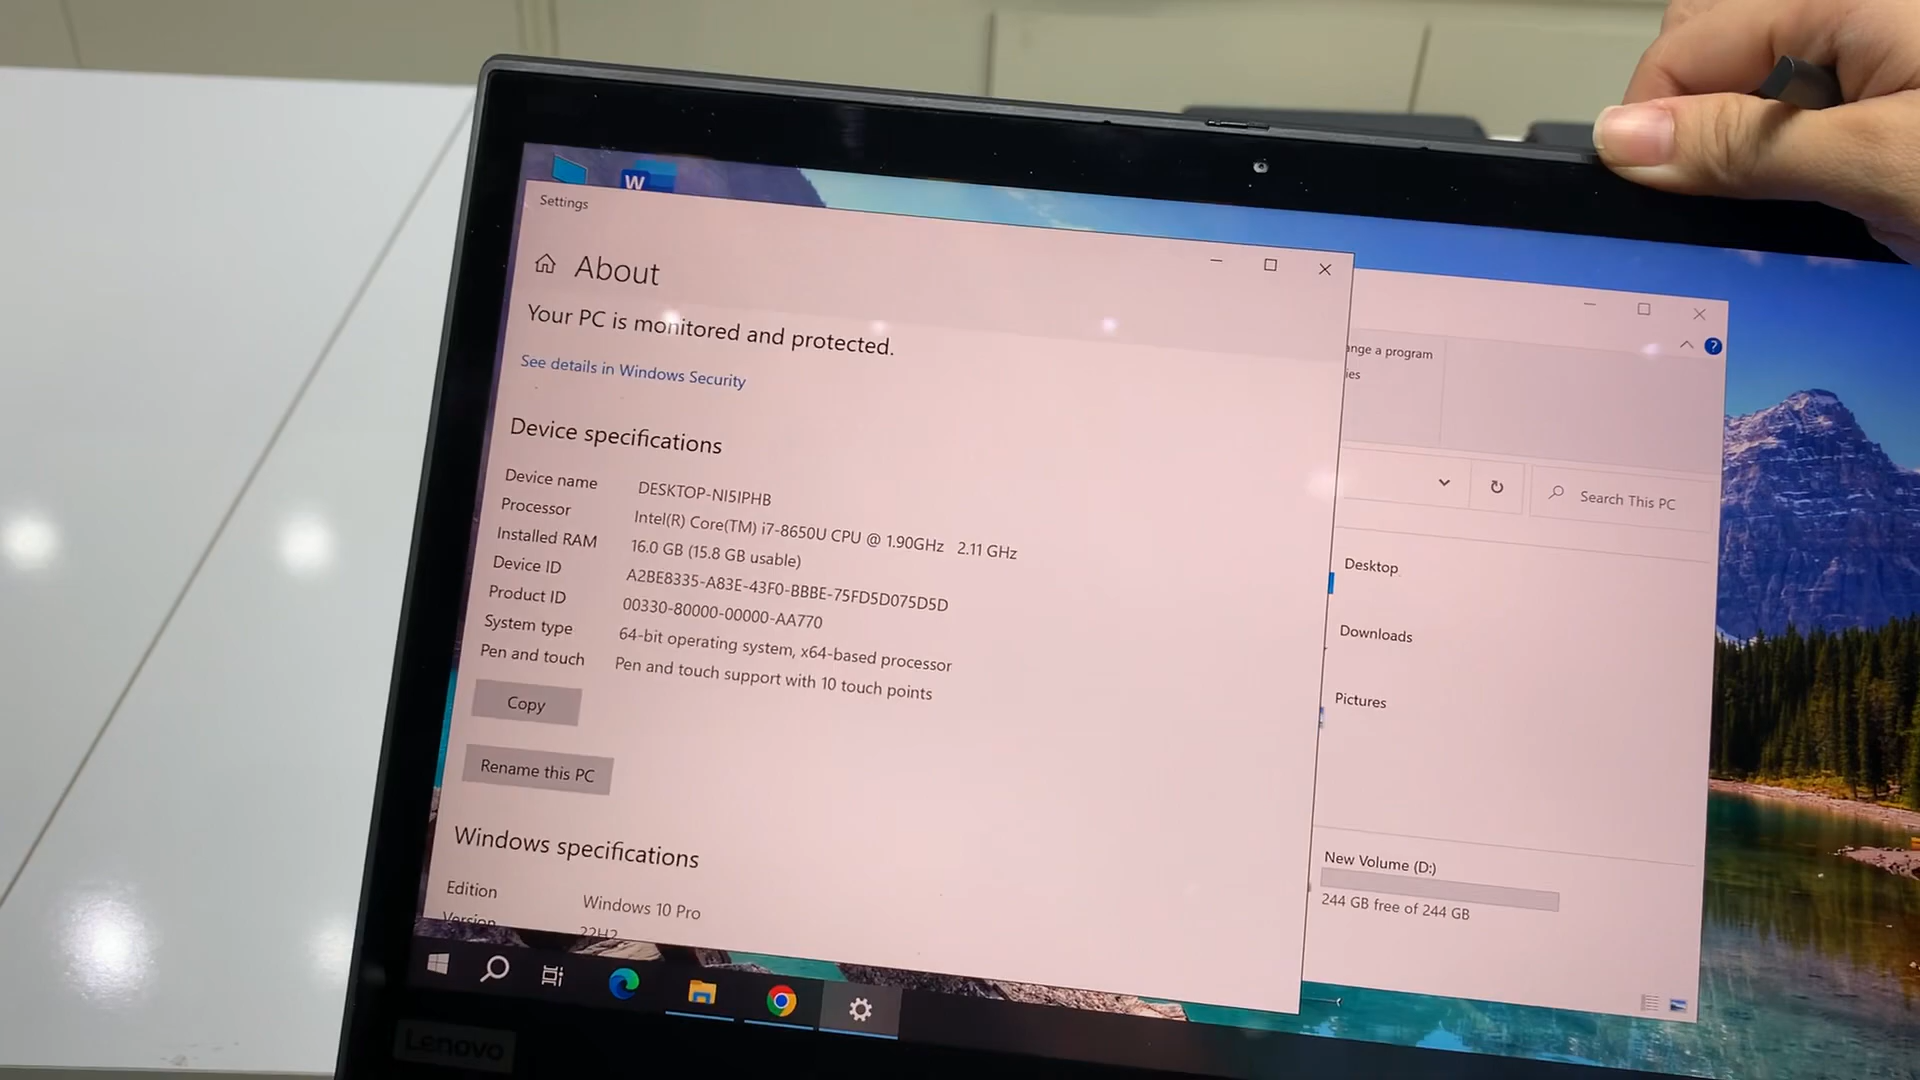 W
Settings
About
Your PC is monitored and protected.
See details in Windows Security
Device specifications
Device name DESKTOP-NI5IPHB
Processor Intel(R) Core(TM) i7-8650U CPU @ 1.90GHz 2.11 GHz
Installed RAM 16.0 GB (15.8 GB usable)
Device ID A2BE8335-A83E-43F0-BBBE-75FD5D075D5D
Product ID 00330-80000-00000-AA770
System type 64-bit operating system, x64-based processor
Pen and touch Pen and touch support with 10 touch points
Copy
Rename this PC
Windows specifications
Edition Windows 10 Pro
Version 22H2
ange a program
ies
?
Search This PC
Desktop
Downloads
Pictures
New Volume (D:)
244 GB free of 244 GB
Lenovo